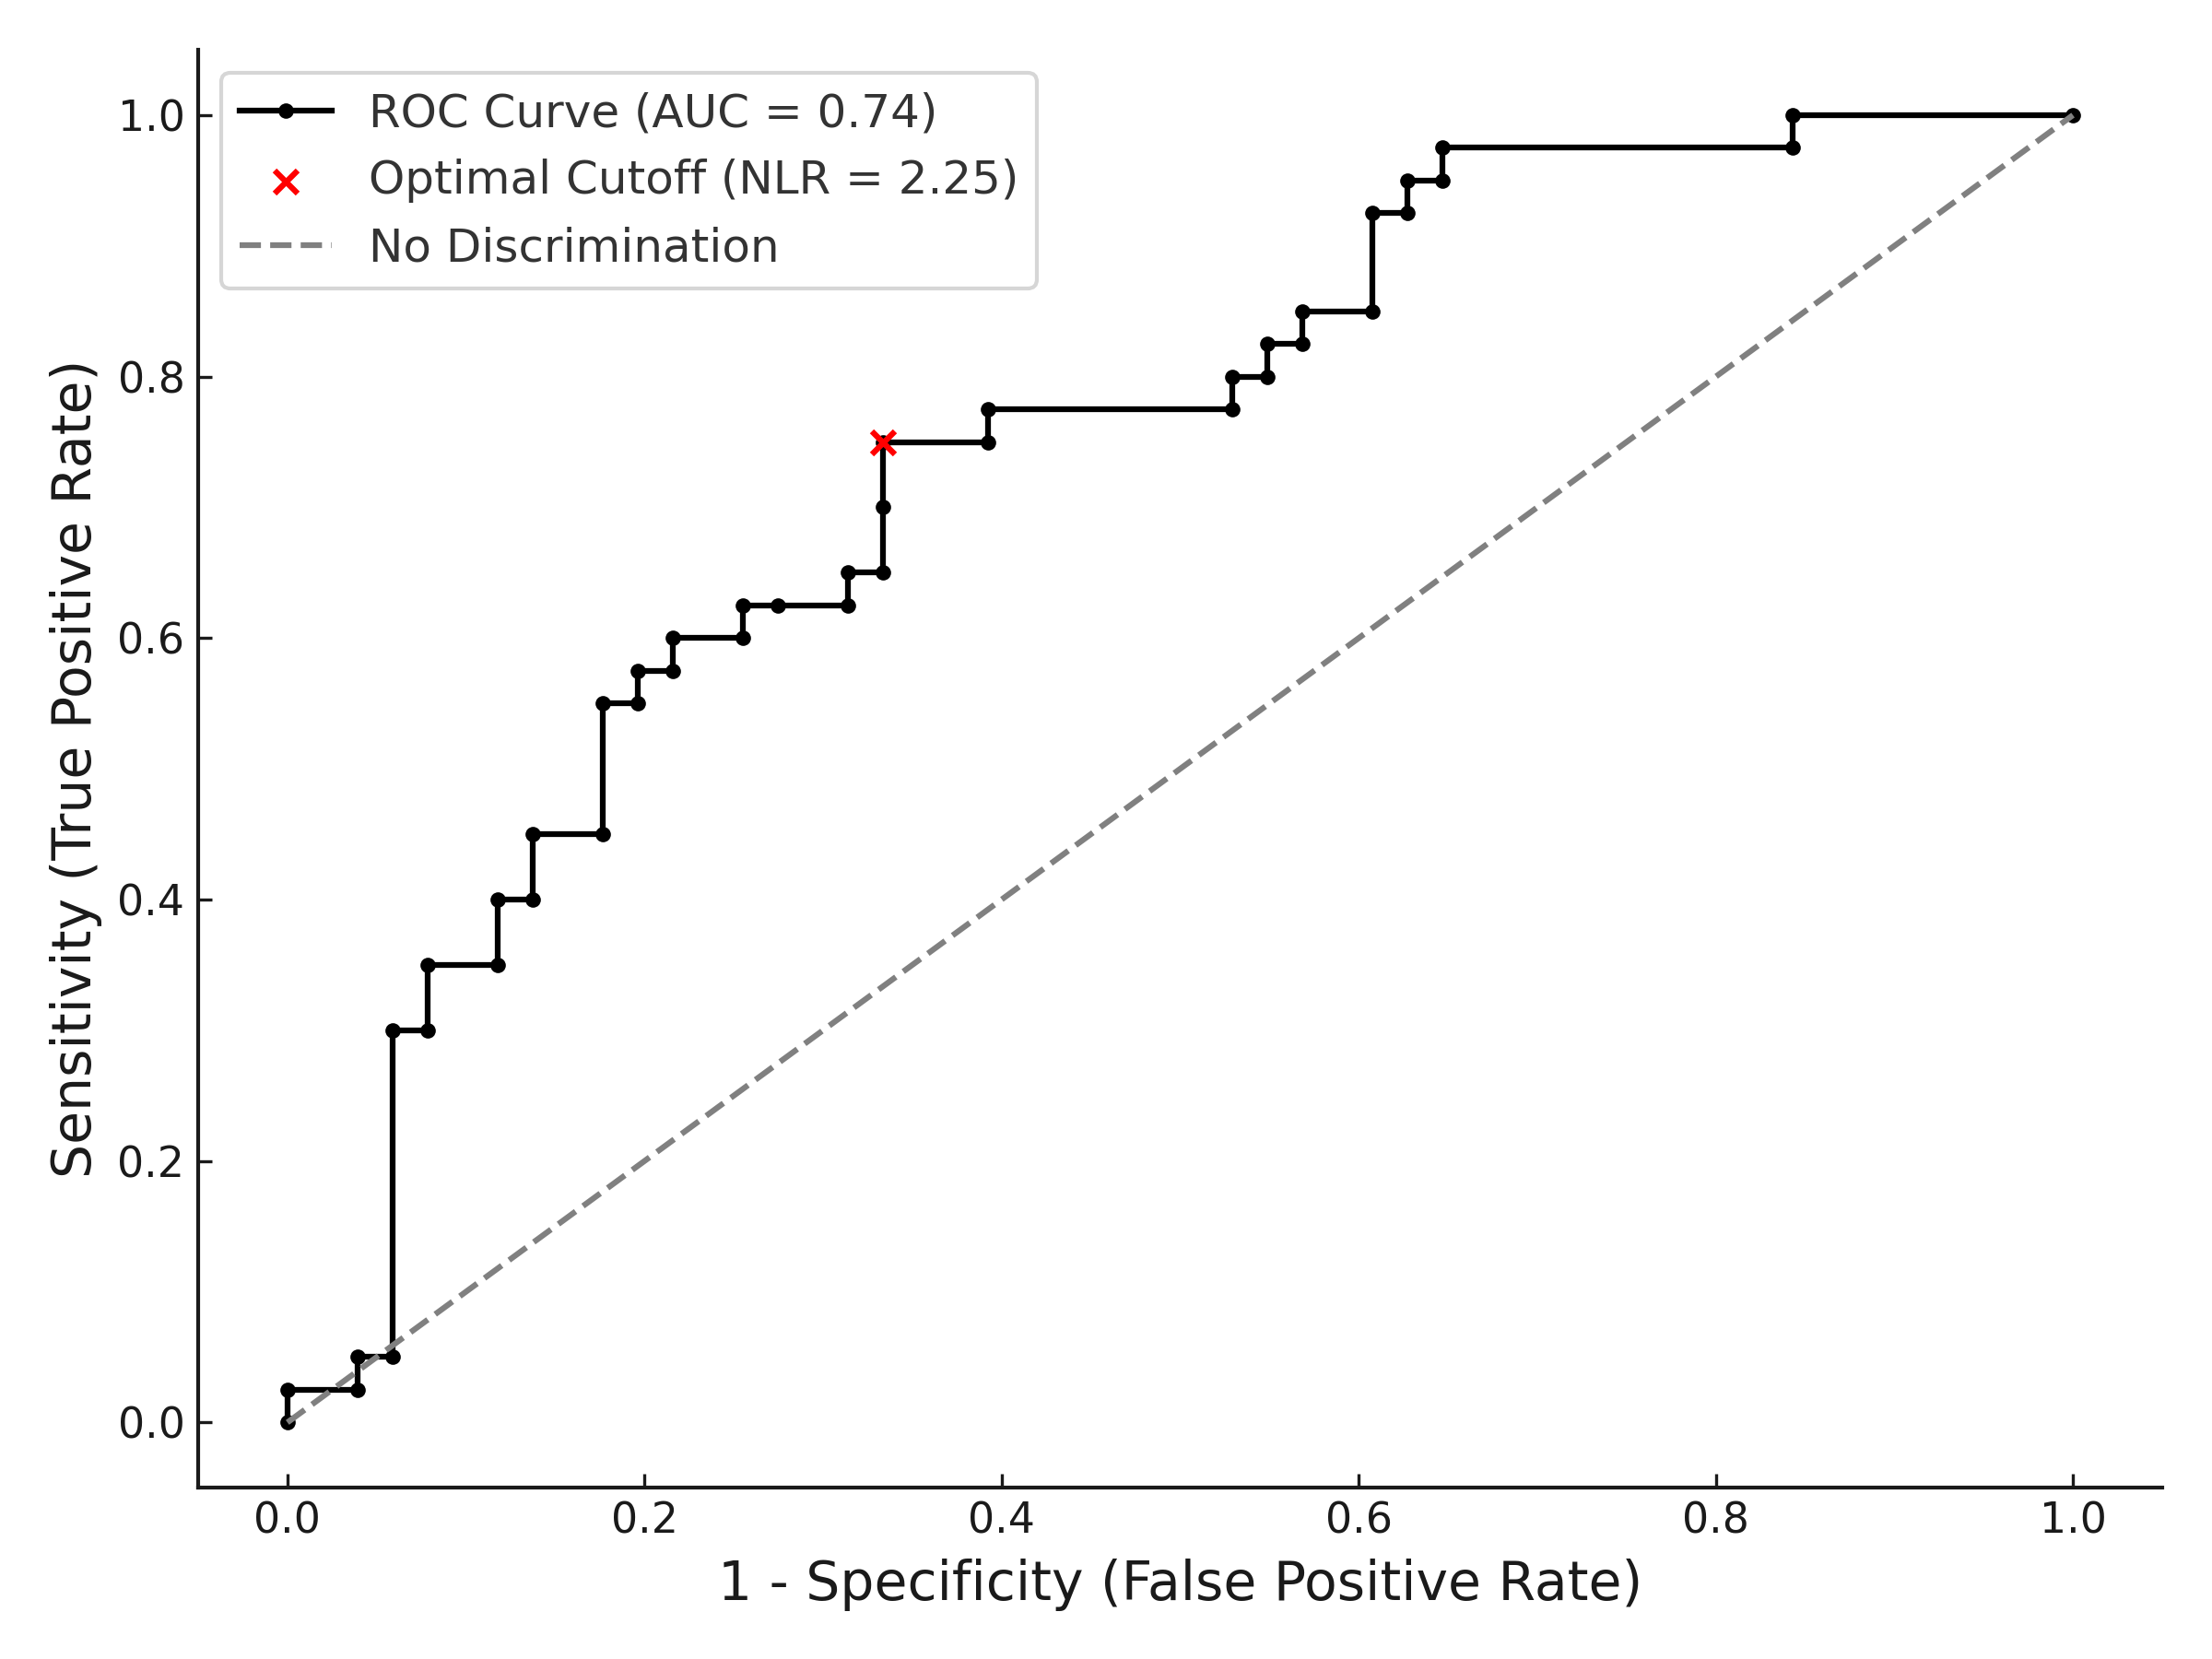 ROC Curve (AUC = 0.74)
Optimal Cutoff (NLR = 2.25)
No Discrimination
1.0
0.8
0.6
0.4
0.2
0.0
Sensitivity (True Positive Rate)
0.0 0.2 0.4 0.6 0.8 1.0
1 - Specificity (False Positive Rate)